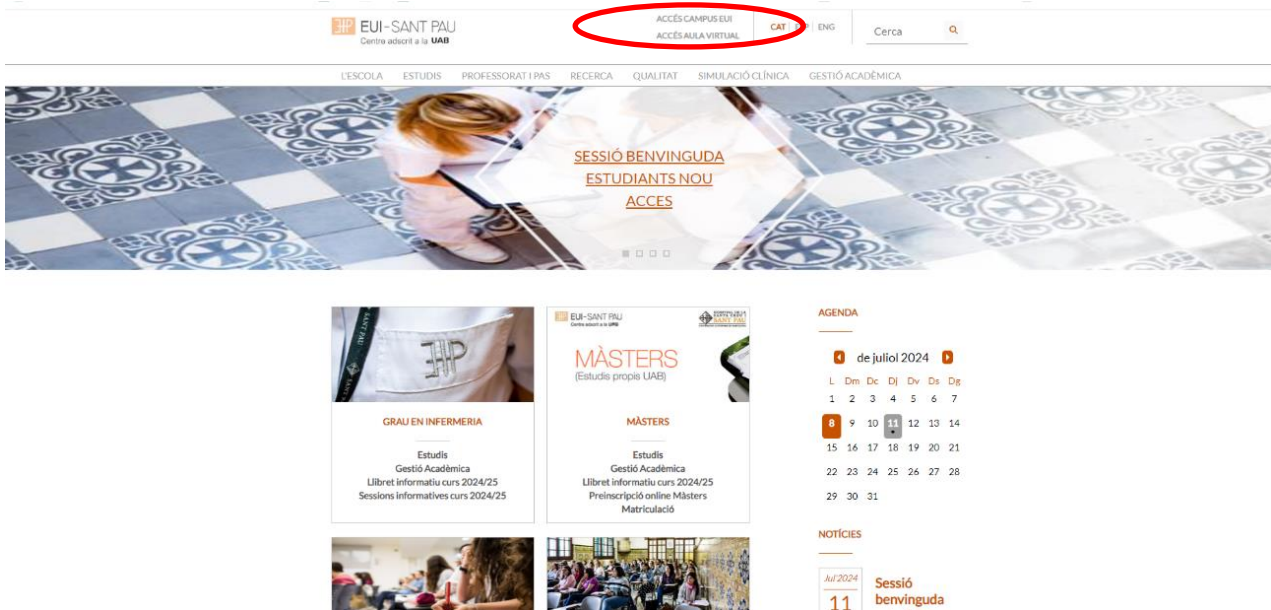 EUI-SANT PAU
Centre adscrit a la UAB
ACCÉS CAMPUS EUI
ACCÉS AULA VIRTUAL
CAT | ENG
Cerca
L'ESCOLA ESTUDIS PROFESSORAT I PAS RECERCA QUALITAT SIMULACIÓ CLÍNICA GESTIÓ ACADÈMICA
SESSIÓ BENVINGUDA
ESTUDIANTS NOU
ACCES
EUI-SANT PAU
Centre adscrit a la UAB
SANT PAU
MÀSTERS
(Estudis propis UAB)
GRAU EN INFERMERIA
Estudis
Gestió Acadèmica
Llibret informatiu curs 2024/25
Sessions informatives curs 2024/25
MÀSTERS
Estudis
Gestió Acadèmica
Llibret informatiu curs 2024/25
Preinscripció online Màsters
Matriculació
AGENDA
de juliol 2024
L Dm Dc Dj Dv Ds Dg
1 2 3 4 5 6 7
8 9 10 11 12 13 14
15 16 17 18 19 20 21
22 23 24 25 26 27 28
29 30 31
NOTÍCIES
Jul 2024
11
Sessió
benvinguda